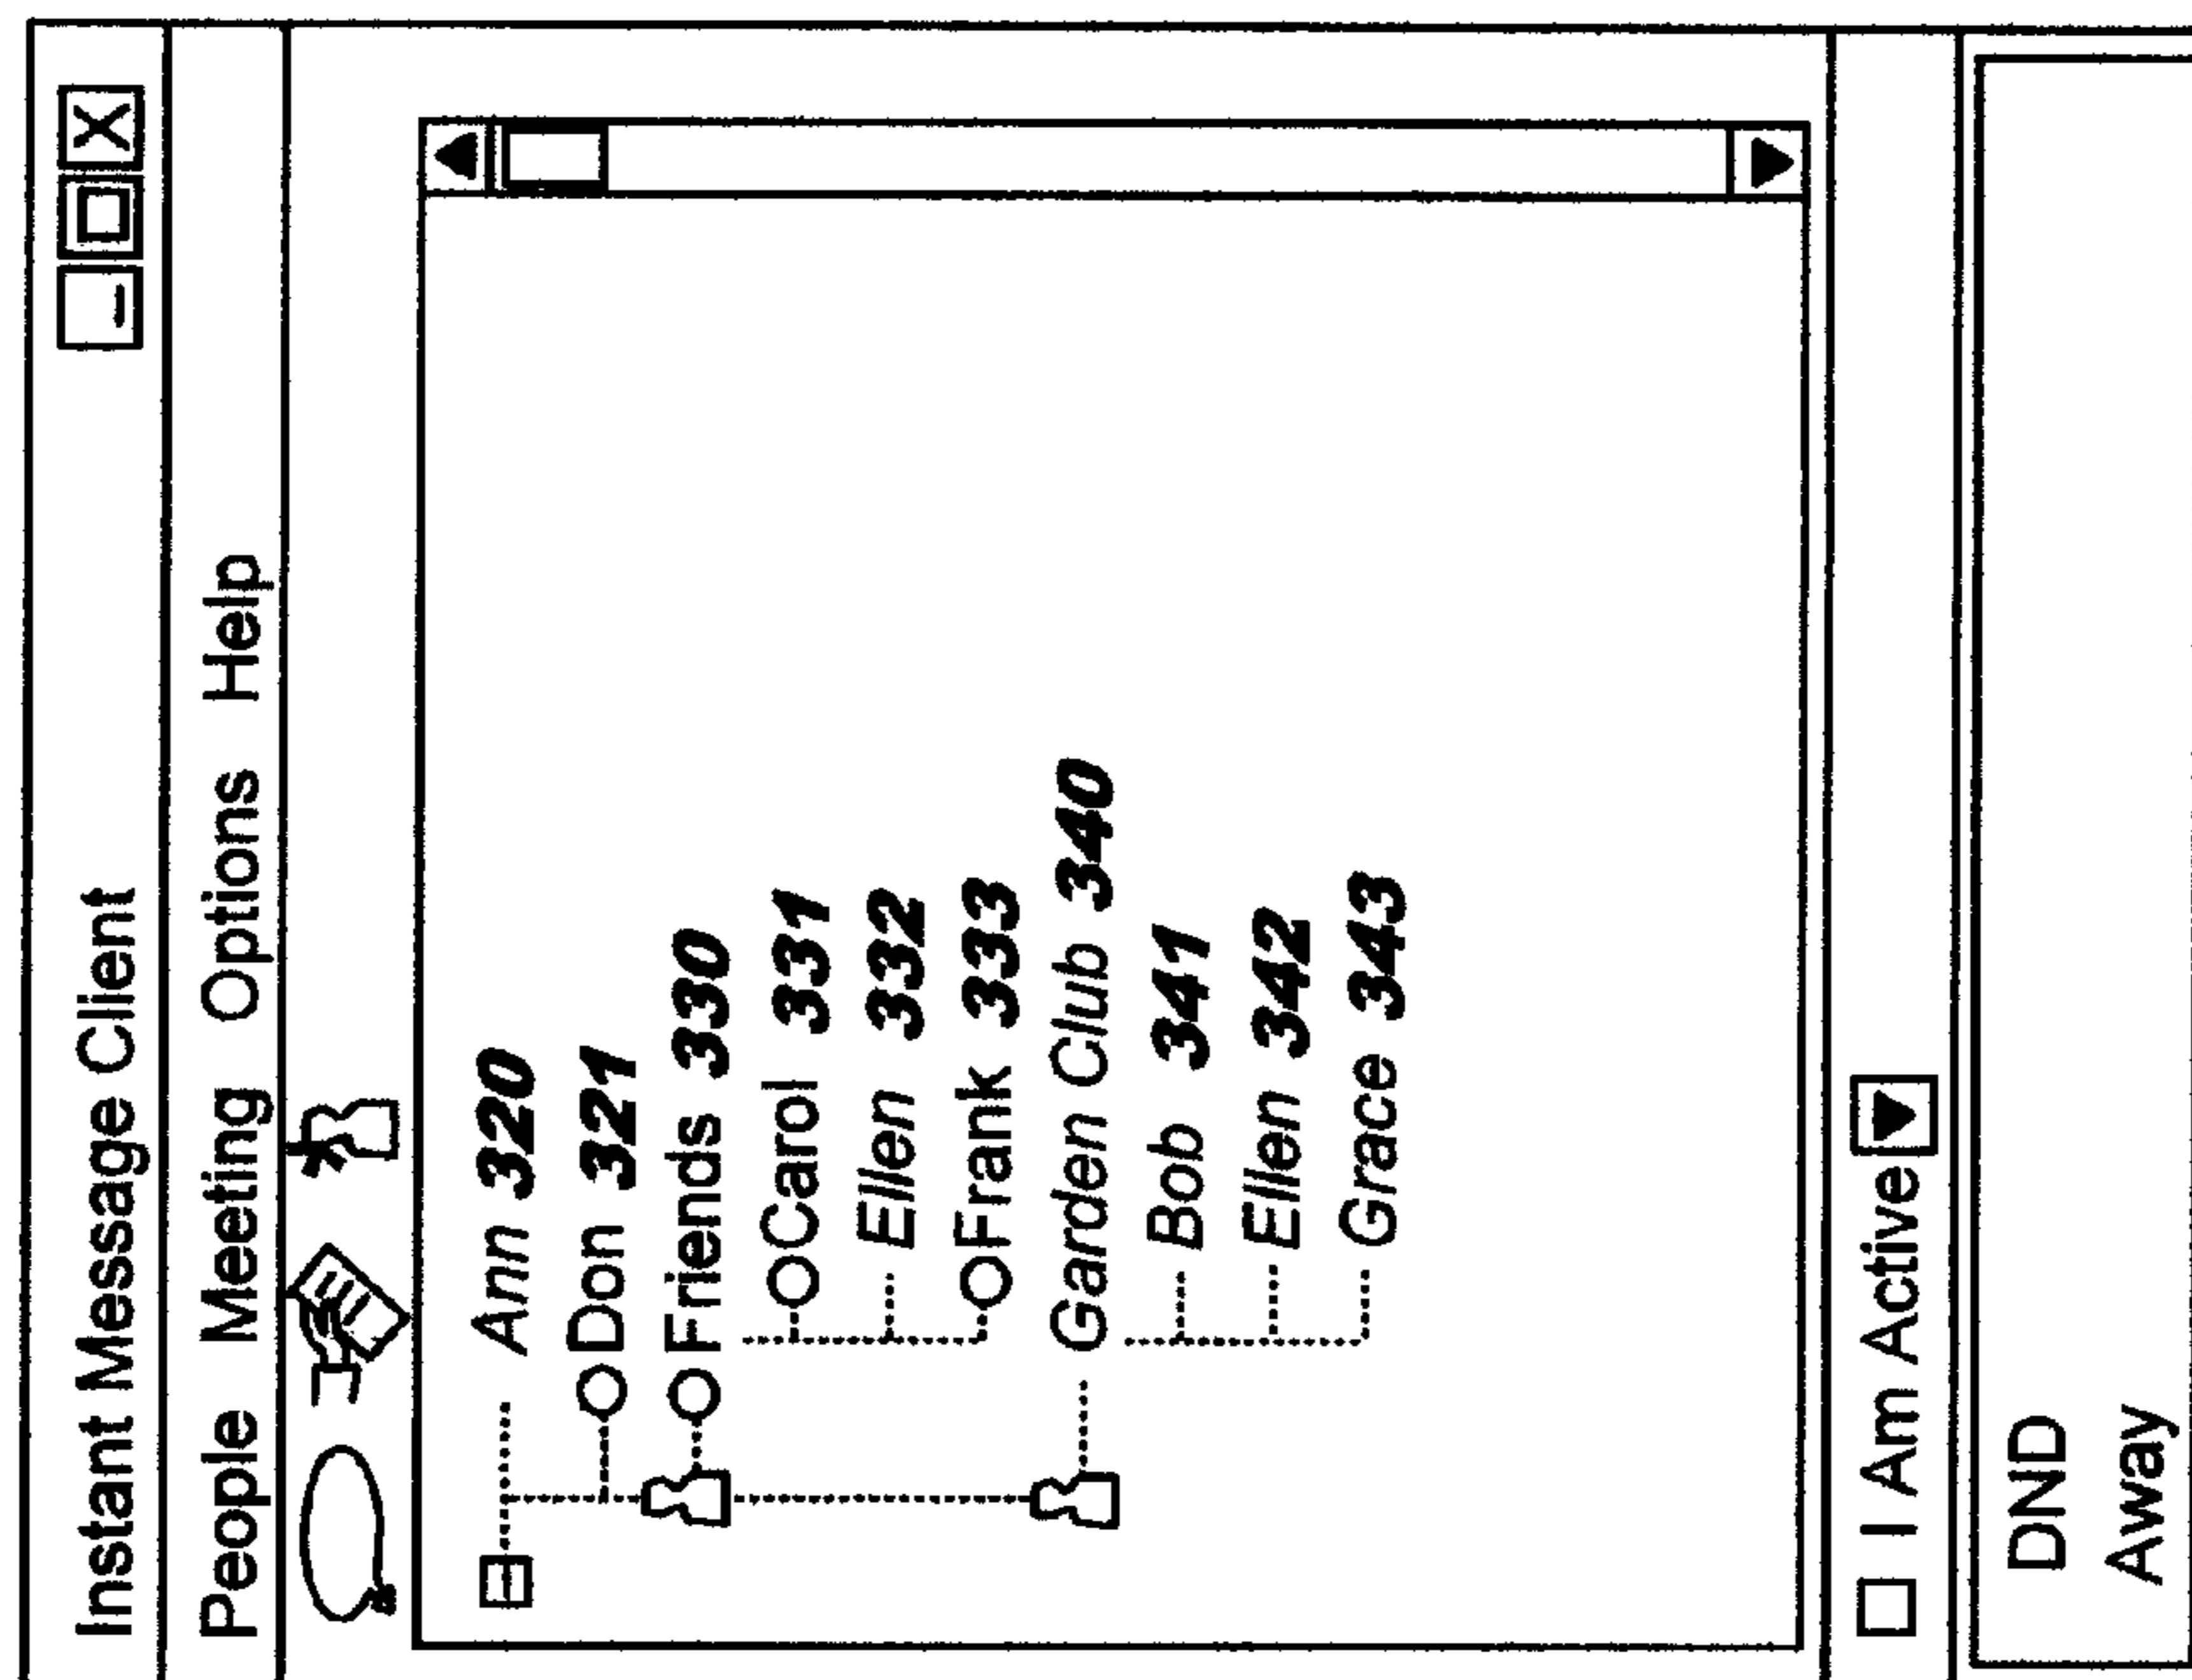 Instant Message Client
People Meeting Options Help
Ann 320
Don 321
Friends 330
Carol 331
Ellen 332
Frank 333
Garden Club 340
Bob 341
Ellen 342
Grace 343
I Am Active
DND
Away